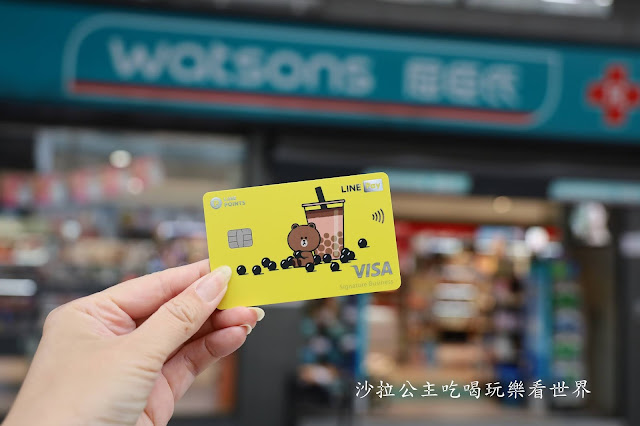 watsons 屈臣氏
LINE POINTS
LINE Pay
VISA
Signature Business
沙拉公主吃喝玩樂看世界